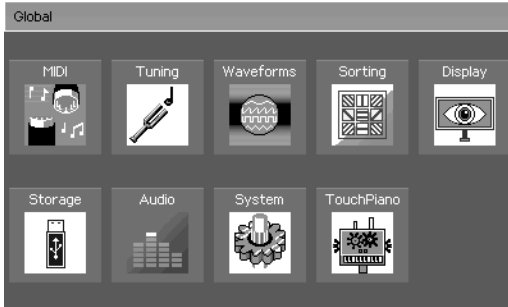 Global
MIDI
Tuning
Waveforms
Sorting
Display
Storage
Audio
System
TouchPiano